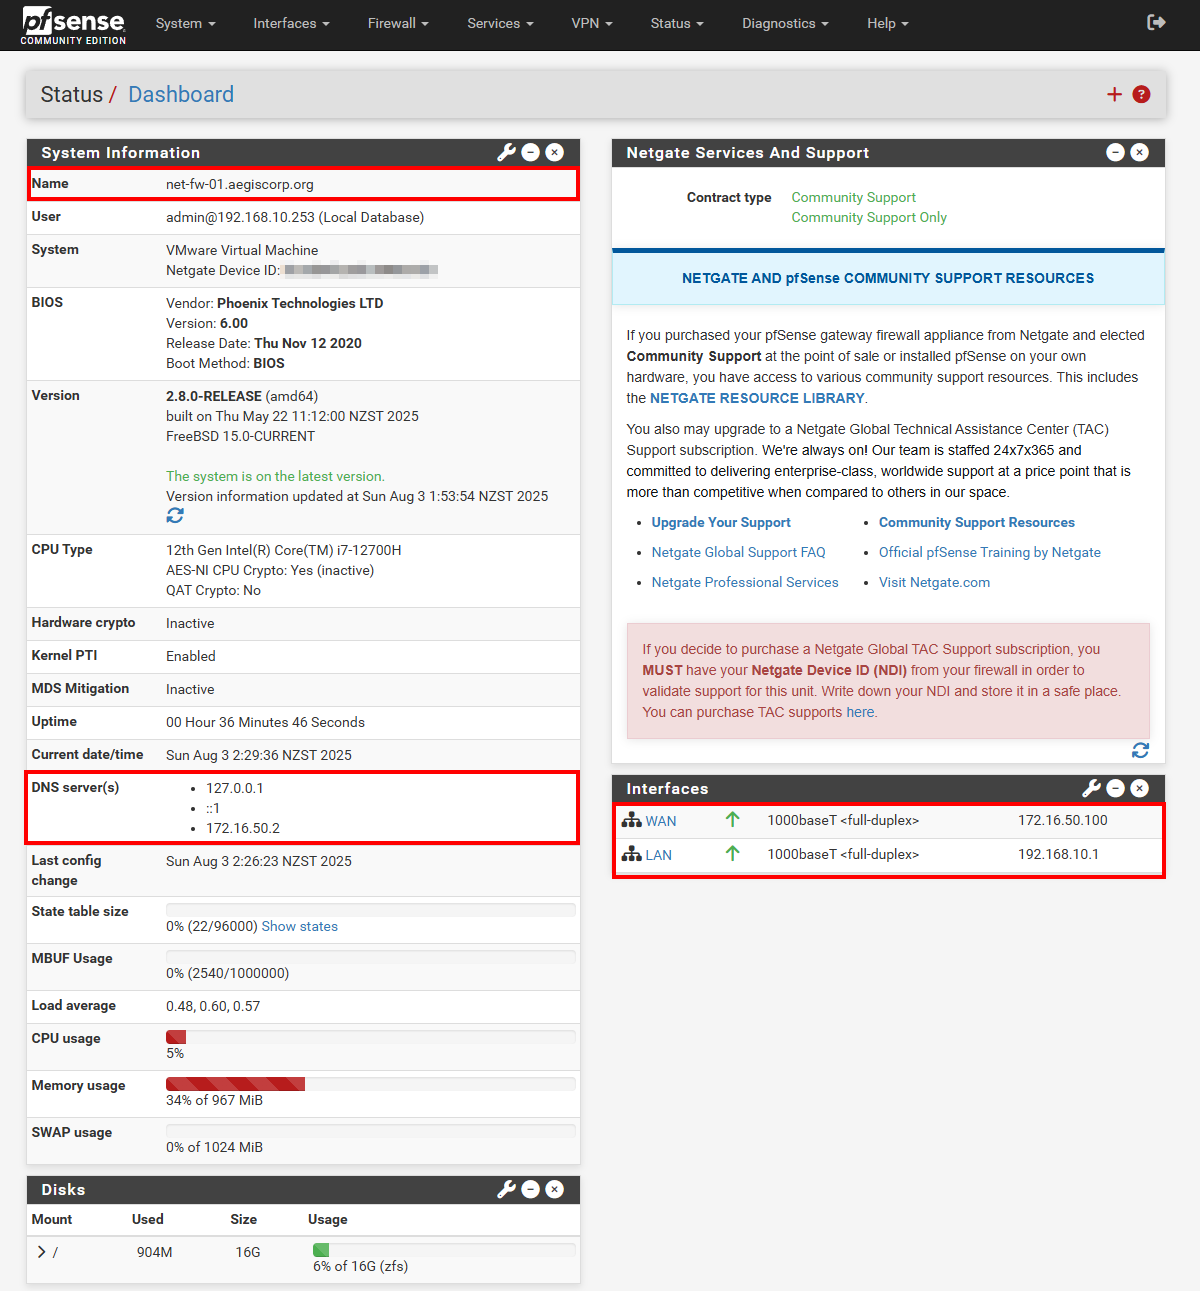 pfsense
COMMUNITY EDITION
System
Interfaces
Firewall
Services
VPN
Status
Diagnostics
Help
Status / Dashboard
System Information
Name net-fw-01.aegiscorp.org
User admin@192.168.10.253 (Local Database)
System VMware Virtual Machine
Netgate Device ID:
BIOS Vendor: Phoenix Technologies LTD
Version: 6.00
Release Date: Thu Nov 12 2020
Boot Method: BIOS
Version 2.8.0-RELEASE (amd64)
built on Thu May 22 11:12:00 NZST 2025
FreeBSD 15.0-CURRENT
The system is on the latest version.
Version information updated at Sun Aug 3 1:53:54 NZST 2025
CPU Type 12th Gen Intel(R) Core(TM) i7-12700H
AES-NI CPU Crypto: Yes (inactive)
QAT Crypto: No
Hardware crypto Inactive
Kernel PTI Enabled
MDS Mitigation Inactive
Uptime 00 Hour 36 Minutes 46 Seconds
Current date/time Sun Aug 3 2:29:36 NZST 2025
DNS server(s) • 127.0.0.1
• ::1
• 172.16.50.2
Last config change Sun Aug 3 2:26:23 NZST 2025
State table size 0% (22/96000) Show states
MBUF Usage 0% (2540/1000000)
Load average 0.48, 0.60, 0.57
CPU usage 5%
Memory usage 34% of 967 MiB
SWAP usage 0% of 1024 MiB
Disks
Mount Used Size Usage
/ 904M 16G 6% of 16G (zfs)
Netgate Services And Support
Contract type Community Support
Community Support Only
NETGATE AND pfSense COMMUNITY SUPPORT RESOURCES
If you purchased your pfSense gateway firewall appliance from Netgate and elected
Community Support at the point of sale or installed pfSense on your own
hardware, you have access to various community support resources. This includes
the NETGATE RESOURCE LIBRARY.
You also may upgrade to a Netgate Global Technical Assistance Center (TAC)
Support subscription. We're always on! Our team is staffed 24x7x365 and
committed to delivering enterprise-class, worldwide support at a price point that is
more than competitive when compared to others in our space.
• Upgrade Your Support
• Netgate Global Support FAQ
• Netgate Professional Services
• Community Support Resources
• Official pfSense Training by Netgate
• Visit Netgate.com
If you decide to purchase a Netgate Global TAC Support subscription, you
MUST have your Netgate Device ID (NDI) from your firewall in order to
validate support for this unit. Write down your NDI and store it in a safe place.
You can purchase TAC supports here.
Interfaces
WAN 1000baseT <full-duplex> 172.16.50.100
LAN 1000baseT <full-duplex> 192.168.10.1